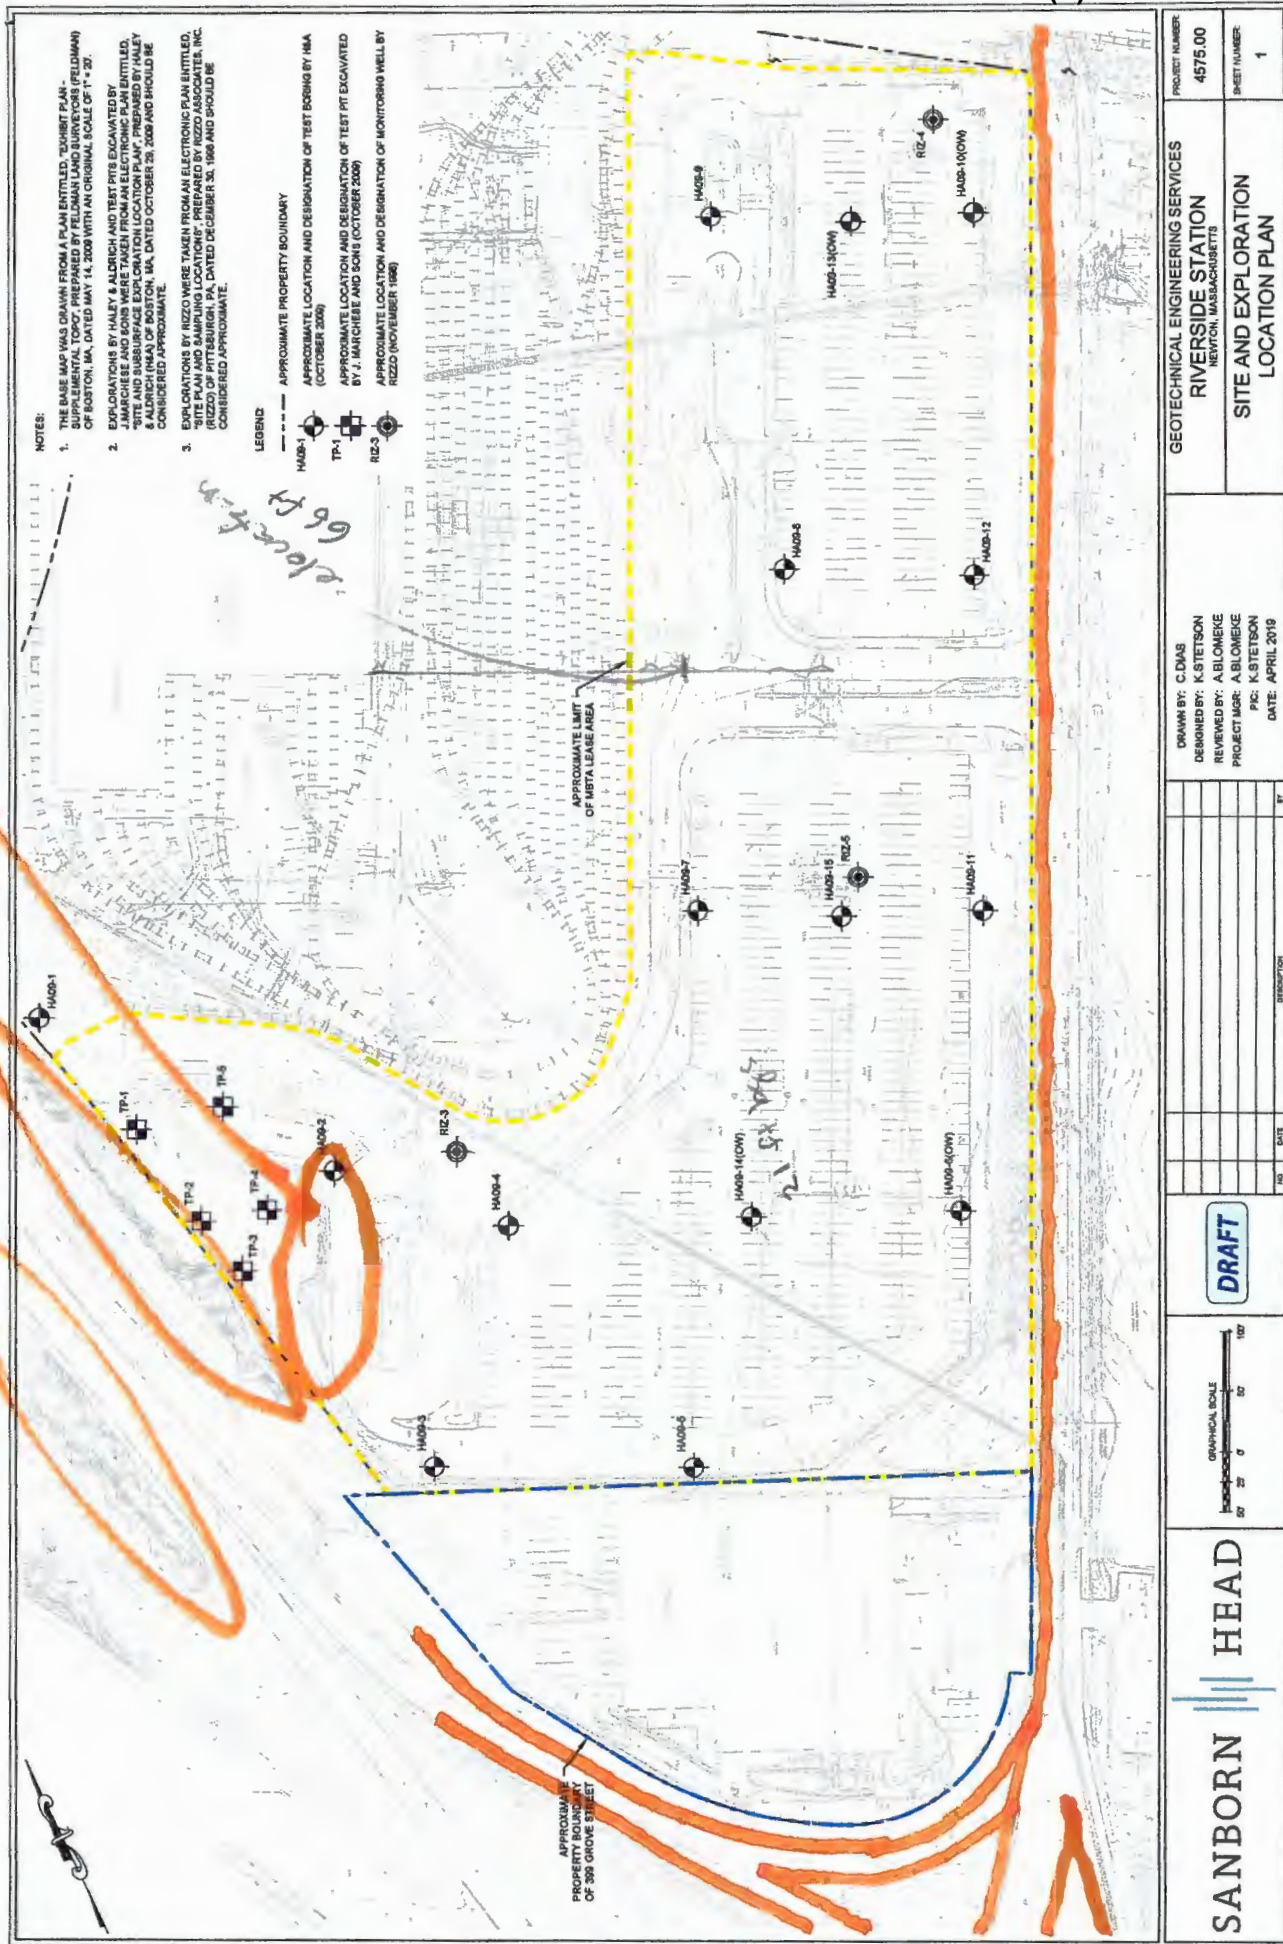 NOTES:
1. THE BASE MAP WAS DRAWN FROM A PLAN ENTITLED, "EXHIBIT PLAN -
SUPPLEMENTAL TOPO", PREPARED BY FELDMAN LAND SURVEYORS (FELDMAN)
OF BOSTON, MA, DATED MAY 14, 2009 WITH AN ORIGINAL SCALE OF 1" = 20'.
2. EXPLORATIONS BY HALEY & ALDRICH AND TEST PITS EXCAVATED BY
J.MARCHESE AND SONS WERE TAKEN FROM AN ELECTRONIC PLAN ENTITLED,
"SITE AND SUBSURFACE EXPLORATION LOCATION PLAN", PREPARED BY HALEY
& ALDRICH (H&A) OF BOSTON, MA, DATED OCTOBER 29, 2009 AND SHOULD BE
CONSIDERED APPROXIMATE.
3. EXPLORATIONS BY RIZZO WERE TAKEN FROM AN ELECTRONIC PLAN ENTITLED,
"SITE PLAN AND SAMPLING LOCATIONS", PREPARED BY RIZZO ASSOCIATES, INC.
(RIZZO) OF PITTSBURGH, PA, DATED DECEMBER 30, 1998 AND SHOULD BE
CONSIDERED APPROXIMATE.
LEGEND:
APPROXIMATE PROPERTY BOUNDARY
HA09-1
APPROXIMATE LOCATION AND DESIGNATION OF TEST BORING BY H&A
(OCTOBER 2009)
TP-1
APPROXIMATE LOCATION AND DESIGNATION OF TEST PIT EXCAVATED
BY J. MARCHESE AND SONS (OCTOBER 2009)
RIZ-3
APPROXIMATE LOCATION AND DESIGNATION OF MONITORING WELL BY
RIZZO (NOVEMBER 1998)
66 ft
HA09-1
TP-1
TP-5
TP-2
TP-4
TP-3
HA09-2
RIZ-3
HA09-4
HA09-3
HA09-5
APPROXIMATE LIMIT
OF MBTA LEASE AREA
HA09-9
HA09-13(OW)
RIZ-4
HA09-10(OW)
HA09-8
HA09-12
HA09-7
HA09-15
RIZ-5
HA09-11
HA09-14(OW)
HA09-6(OW)
APPROXIMATE
PROPERTY BOUNDARY
OF 399 GROVE STREET
SANBORN HEAD
GRAPHICAL SCALE
50' 25' 0' 50' 100'
DRAFT
NO. DATE DESCRIPTION BY
DRAWN BY: C.DIAS
DESIGNED BY: K.STETSON
REVIEWED BY: A.BLOMEKE
PROJECT MGR: A.BLOMEKE
PIC: K.STETSON
DATE: APRIL 2019
GEOTECHNICAL ENGINEERING SERVICES
RIVERSIDE STATION
NEWTON, MASSACHUSETTS
SITE AND EXPLORATION
LOCATION PLAN
PROJECT NUMBER:
4575.00
SHEET NUMBER:
1